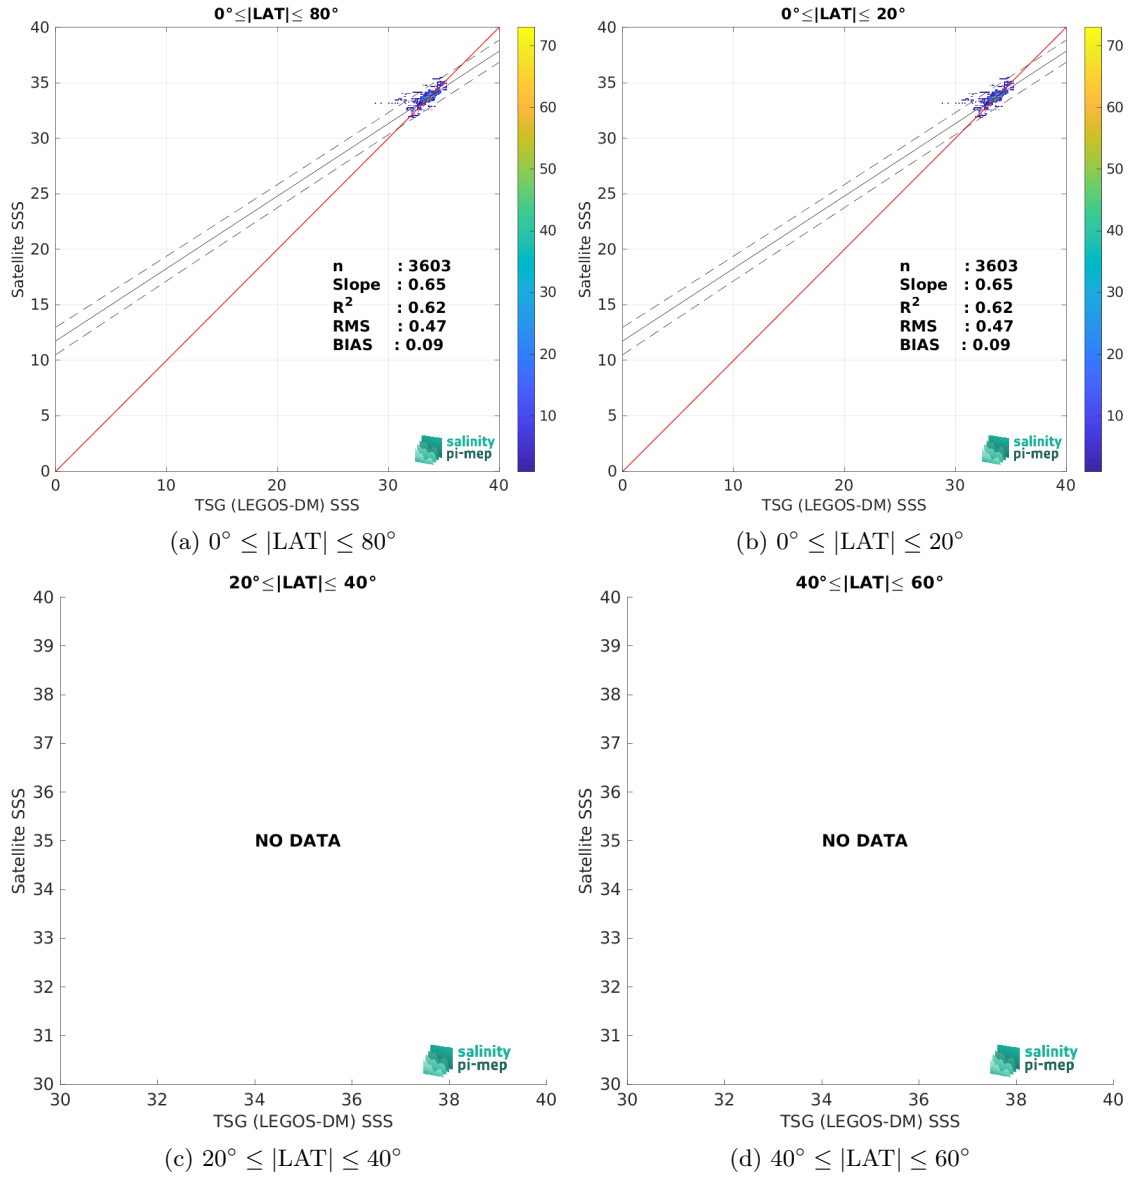 0°≤|LAT|≤ 80°
40
35
30
25
20
15
10
5
0
Satellite SSS
n : 3603
Slope : 0.65
R² : 0.62
RMS : 0.47
BIAS : 0.09
salinity
pi-mep
0 10 20 30 40
TSG (LEGOS-DM) SSS
70
60
50
40
30
20
10
(a) 0° ≤ |LAT| ≤ 80°
0°≤|LAT|≤ 20°
40
35
30
25
20
15
10
5
0
Satellite SSS
n : 3603
Slope : 0.65
R² : 0.62
RMS : 0.47
BIAS : 0.09
salinity
pi-mep
0 10 20 30 40
TSG (LEGOS-DM) SSS
70
60
50
40
30
20
10
(b) 0° ≤ |LAT| ≤ 20°
20°≤|LAT|≤ 40°
40
39
38
37
36
35
34
33
32
31
30
Satellite SSS
NO DATA
salinity
pi-mep
30 32 34 36 38 40
TSG (LEGOS-DM) SSS
(c) 20° ≤ |LAT| ≤ 40°
40°≤|LAT|≤ 60°
40
39
38
37
36
35
34
33
32
31
30
Satellite SSS
NO DATA
salinity
pi-mep
30 32 34 36 38 40
TSG (LEGOS-DM) SSS
(d) 40° ≤ |LAT| ≤ 60°